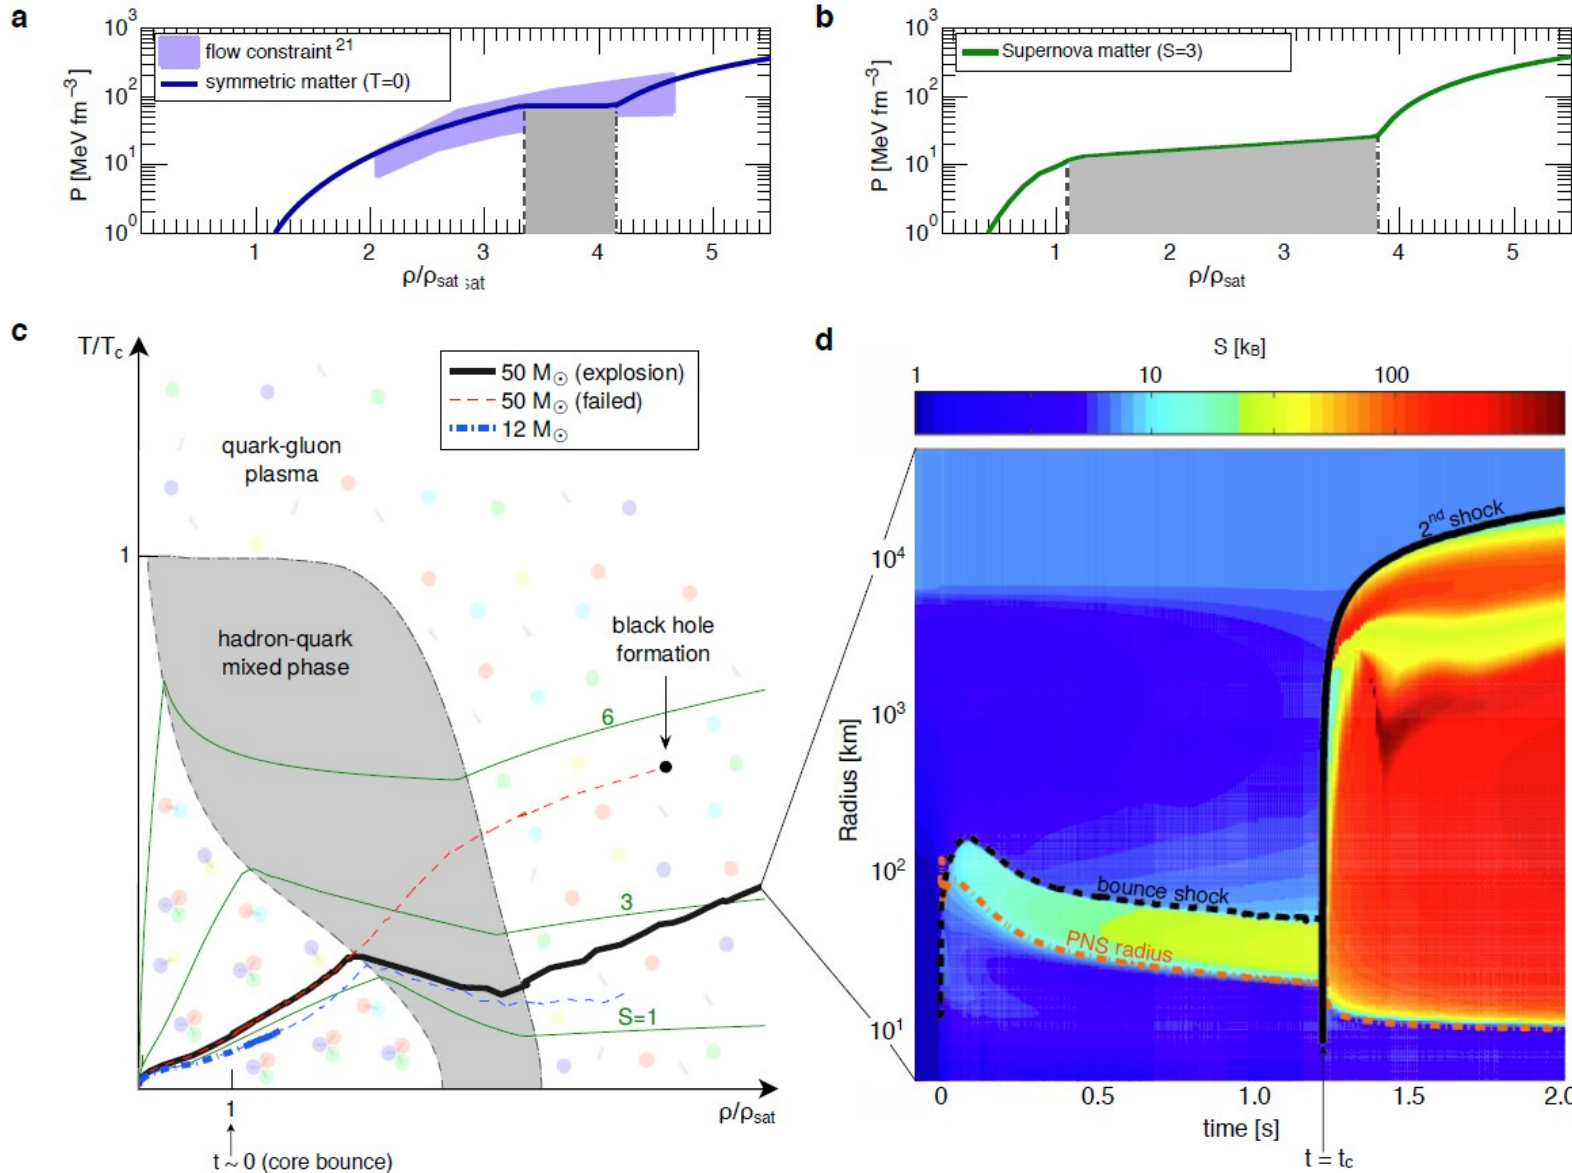 a
10³
10²
10¹
10⁰
P [MeV fm⁻³]
flow constraint ²¹
symmetric matter (T=0)
1 2 3 4 5
ρ/ρsat sat
b
10³
10²
10¹
10⁰
P [MeV fm⁻³]
Supernova matter (S=3)
1 2 3 4 5
ρ/ρsat
c
T/Tc
50 M⊙ (explosion)
50 M⊙ (failed)
12 M⊙
quark-gluon
plasma
1
hadron-quark
mixed phase
black hole
formation
6
3
S=1
1
ρ/ρsat
t ~ 0 (core bounce)
d
S [kB]
1 10 100
2nd shock
10⁴
10³
10²
10¹
Radius [km]
bounce shock
PNS radius
0 0.5 1.0 1.5 2.0
time [s]
t = tc